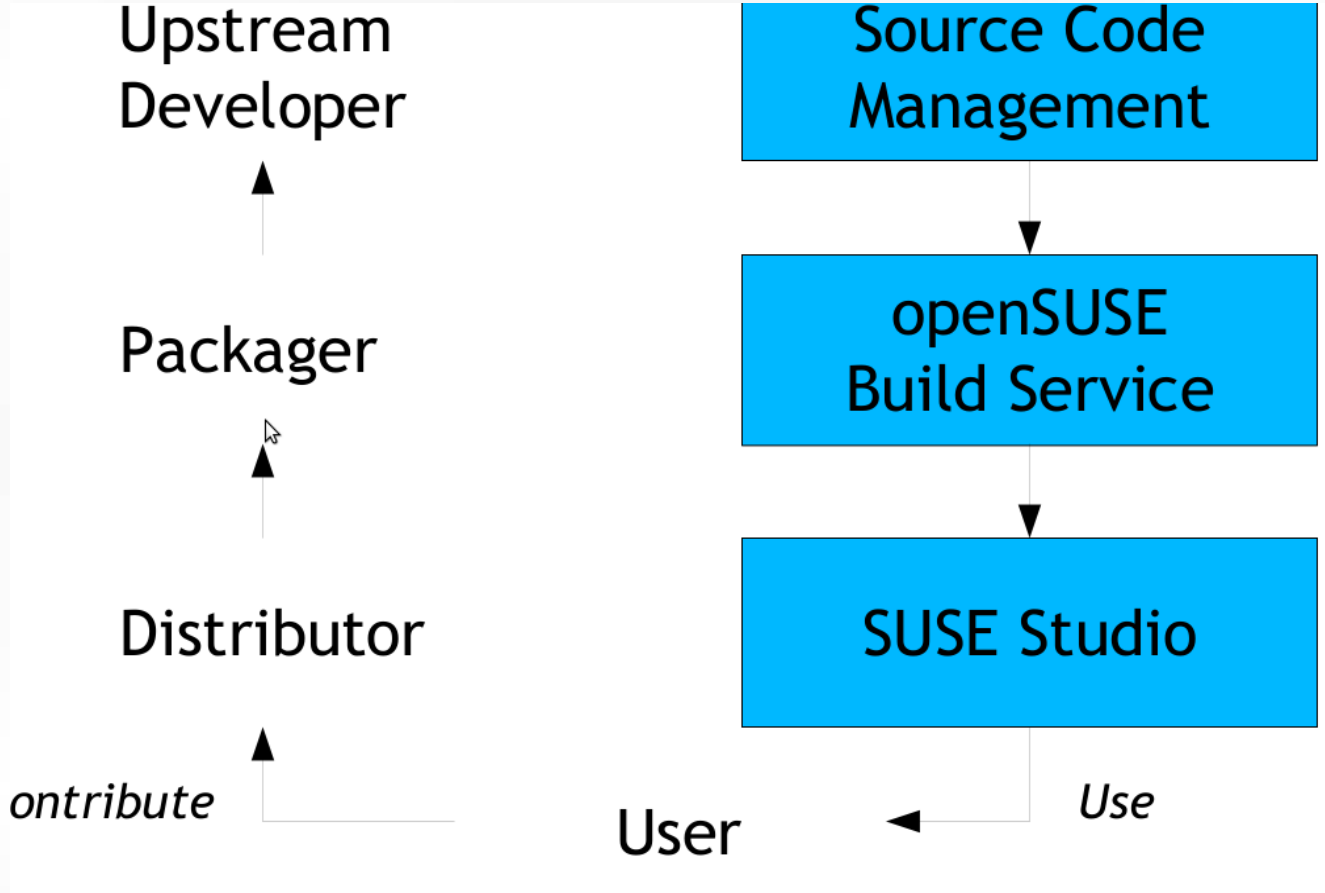 Upstream
Developer
Source Code
Management
Packager
openSUSE
Build Service
Distributor
SUSE Studio
ontribute
User
Use